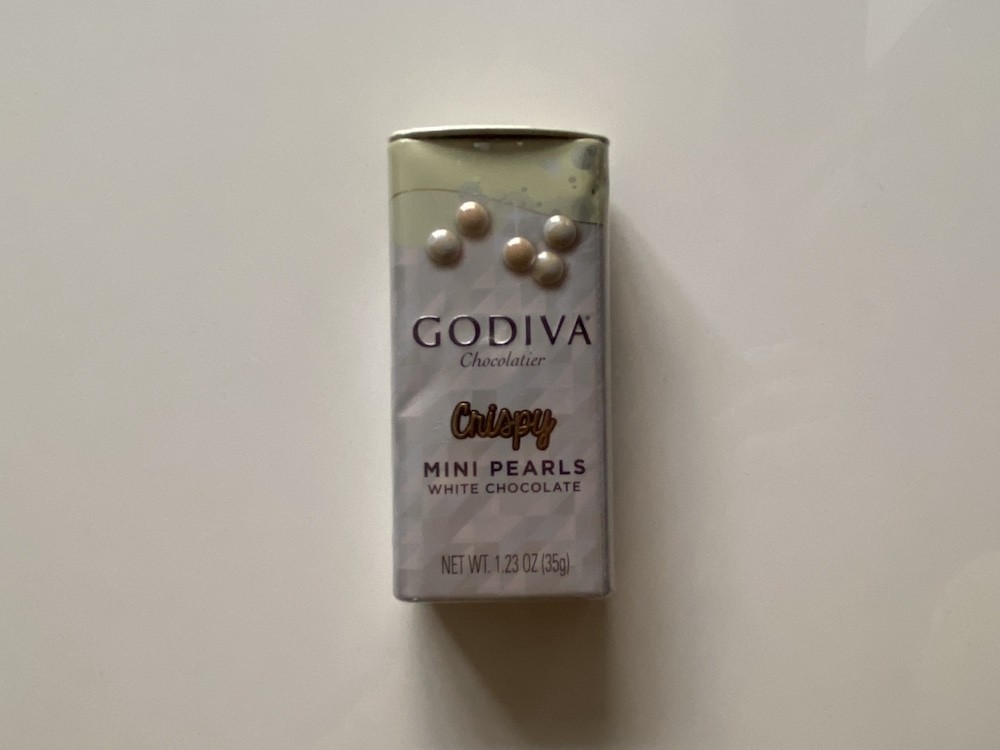 GODIVA
Chocolatier
Crispy
MINI PEARLS
WHITE CHOCOLATE
NET WT. 1.23 OZ (35g)